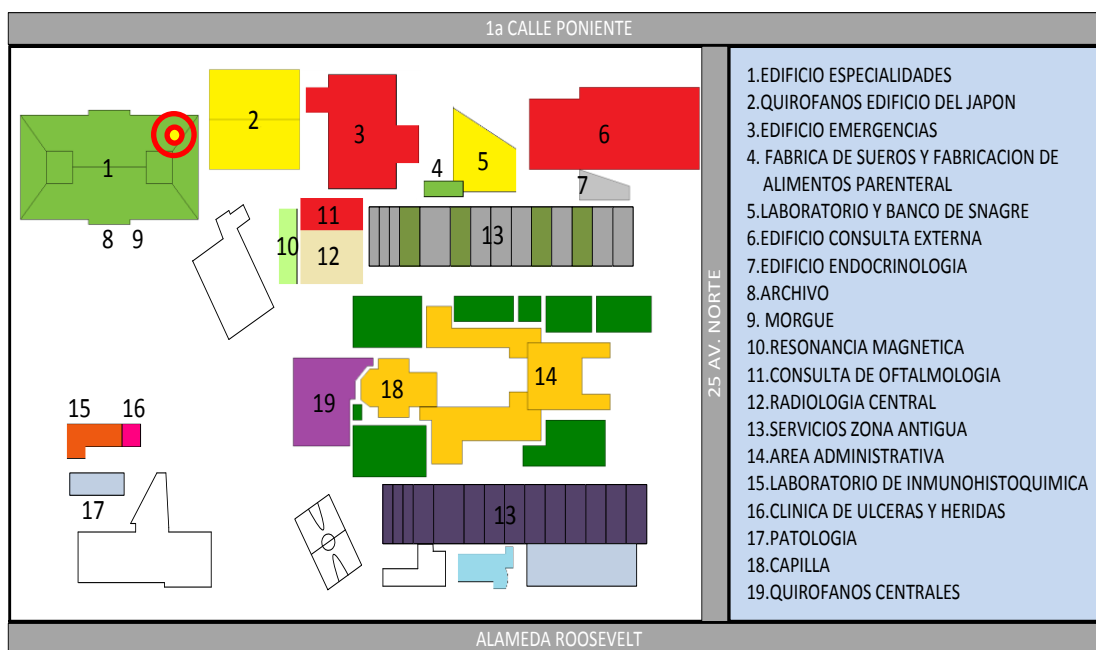 1a CALLE PONIENTE
1
2
3
4
5
6
7
8 9
10
11
12
13
14
15 16
17
18
19
13
25 AV. NORTE
ALAMEDA ROOSEVELT
1.EDIFICIO ESPECIALIDADES
2.QUIROFANOS EDIFICIO DEL JAPON
3.EDIFICIO EMERGENCIAS
4. FABRICA DE SUEROS Y FABRICACION DE
ALIMENTOS PARENTERAL
5.LABORATORIO Y BANCO DE SNAGRE
6.EDIFICIO CONSULTA EXTERNA
7.EDIFICIO ENDOCRINOLOGIA
8.ARCHIVO
9. MORGUE
10.RESONANCIA MAGNETICA
11.CONSULTA DE OFTALMOLOGIA
12.RADIOLOGIA CENTRAL
13.SERVICIOS ZONA ANTIGUA
14.AREA ADMINISTRATIVA
15.LABORATORIO DE INMUNOHISTOQUIMICA
16.CLINICA DE ULCERAS Y HERIDAS
17.PATOLOGIA
18.CAPILLA
19.QUIROFANOS CENTRALES